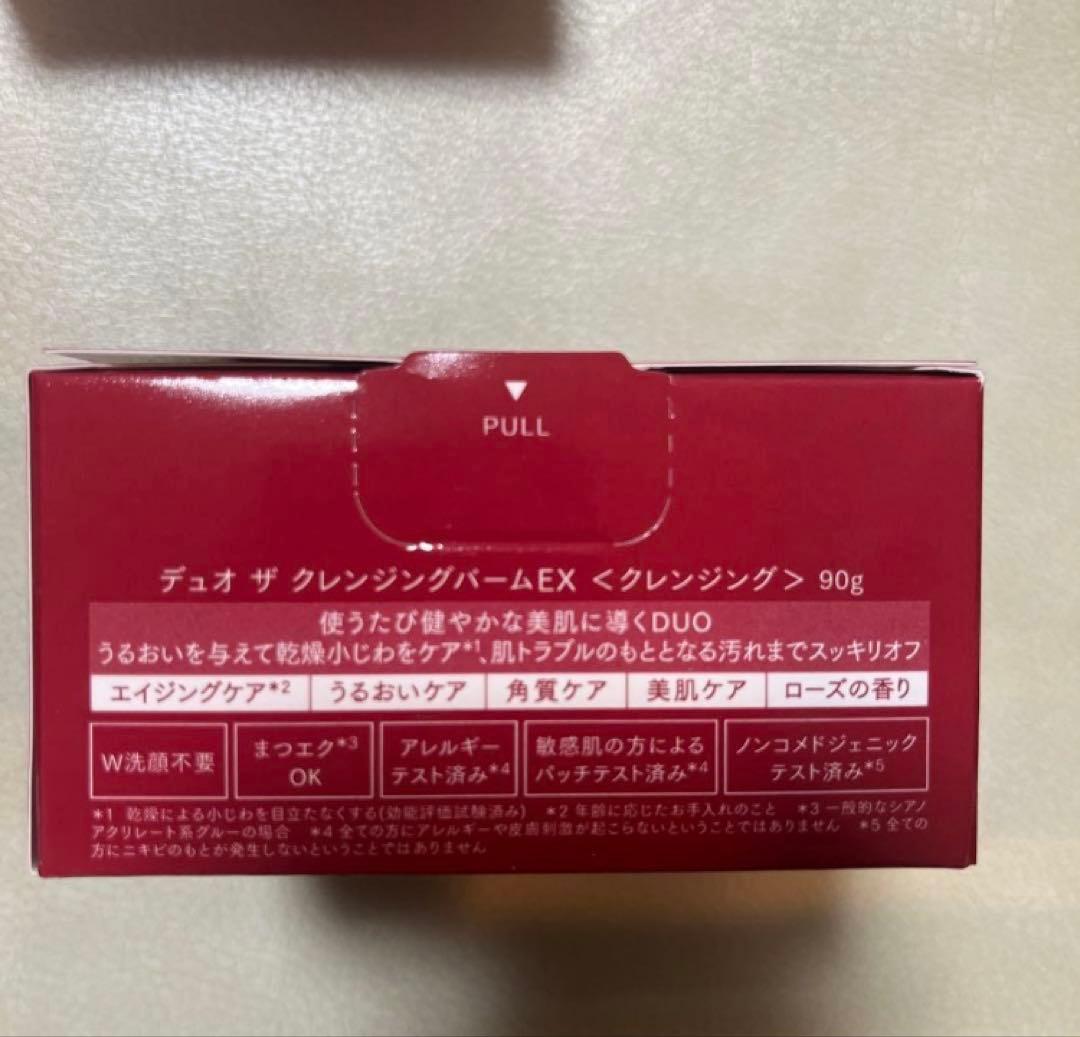 PULL
デュオ ザ クレンジングバームEX <クレンジング> 90g
使うたび健やかな美肌に導くDUO
うるおいを与えて乾燥小じわをケア*1、肌トラブルのもととなる汚れまでスッキリオフ
エイジングケア*2 うるおいケア 角質ケア 美肌ケア ローズの香り
W洗顔不要
まつエク*3
OK
アレルギー
テスト済み*4
敏感肌の方による
パッチテスト済み*4
ノンコメドジェニック
テスト済み*5
*1 乾燥による小じわを目立たなくする(効能評価試験済み) *2 年齢に応じたお手入れのこと *3 一般的なシアノ
アクリレート系グルーの場合 *4 全ての方にアレルギーや皮膚刺激が起こらないということではありません *5 全ての
方にニキビのもとが発生しないということではありません